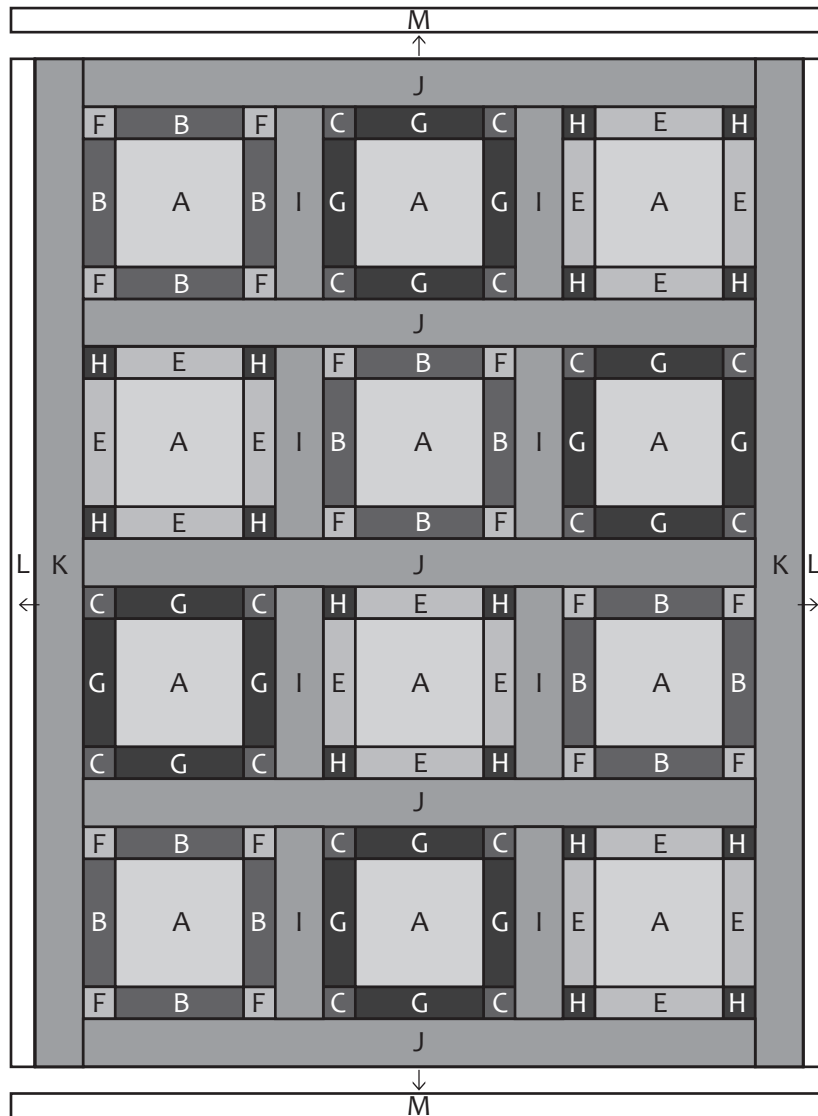 M
J
F B F C G C H E H
B A B I G A G I E A E
F B F C G C H E H
J
H E H F B F C G C
E A E I B A B I G A G
H E H F B F C G C
L K J K L
C G C H E H F B F
G A G I E A E I B A B
C G C H E H F B F
J
F B F C G C H E H
B A B I G A G I E A E
F B F C G C H E H
J
M